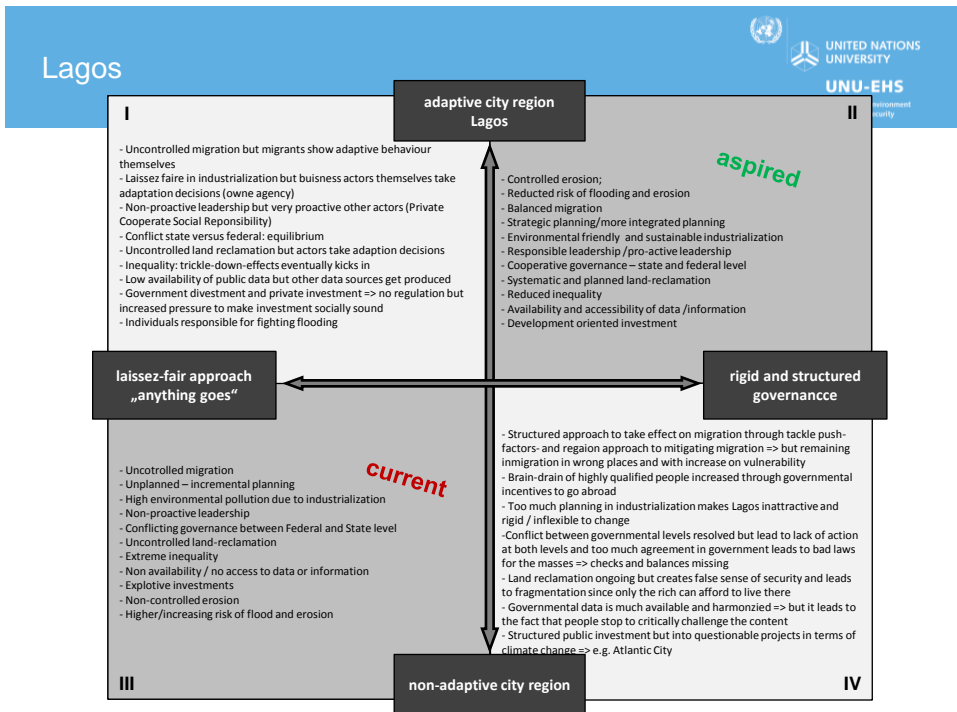 Lagos
UNITED NATIONS
UNIVERSITY
UNU-EHS
nvironment
ecurity
adaptive city region
Lagos
I
II
- Uncontrolled migration but migrants show adaptive behaviour
themselves
- Laissez faire in industrialization but buisness actors themselves take
adaptation decisions (owne agency)
- Non-proactive leadership but very proactive other actors (Private
Cooperate Social Reponsibility)
- Conflict state versus federal: equilibrium
- Uncontrolled land reclamation but actors take adaption decisions
- Inequality: trickle-down-effects eventually kicks in
- Low availability of public data but other data sources get produced
- Government divestment and private investment => no regulation but
increased pressure to make investment socially sound
- Individuals responsible for fighting flooding
aspired
- Controlled erosion;
- Reducted risk of flooding and erosion
- Balanced migration
- Strategic planning/more integrated planning
- Environmental friendly and sustainable industrialization
- Responsible leadership /pro-active leadership
- Cooperative governance – state and federal level
- Systematic and planned land-reclamation
- Reduced inequality
- Availability and accessibility of data /information
- Development oriented investment
laissez-fair approach
„anything goes“
rigid and structured
governancce
current
- Uncotrolled migration
- Unplanned – incremental planning
- High environmental pollution due to industrialization
- Non-proactive leadership
- Conflicting governance between Federal and State level
- Uncontrolled land-reclamation
- Extreme inequality
- Non availability / no access to data or information
- Explotive investments
- Non-controlled erosion
- Higher/increasing risk of flood and erosion
- Structured approach to take effect on migration through tackle push-
factors- and regaion approach to mitigating migration => but remaining
inmigration in wrong places and with increase on vulnerability
- Brain-drain of highly qualified people increased through governmental
incentives to go abroad
- Too much planning in industrialization makes Lagos inattractive and
rigid / inflexible to change
-Conflict between governmental levels resolved but lead to lack of action
at both levels and too much agreement in government leads to bad laws
for the masses => checks and balances missing
- Land reclamation ongoing but creates false sense of security and leads
to fragmentation since only the rich can afford to live there
- Governmental data is much available and harmonzied => but it leads to
the fact that people stop to critically challenge the content
- Structured public investment but into questionable projects in terms of
climate change => e.g. Atlantic City
III
IV
non-adaptive city region